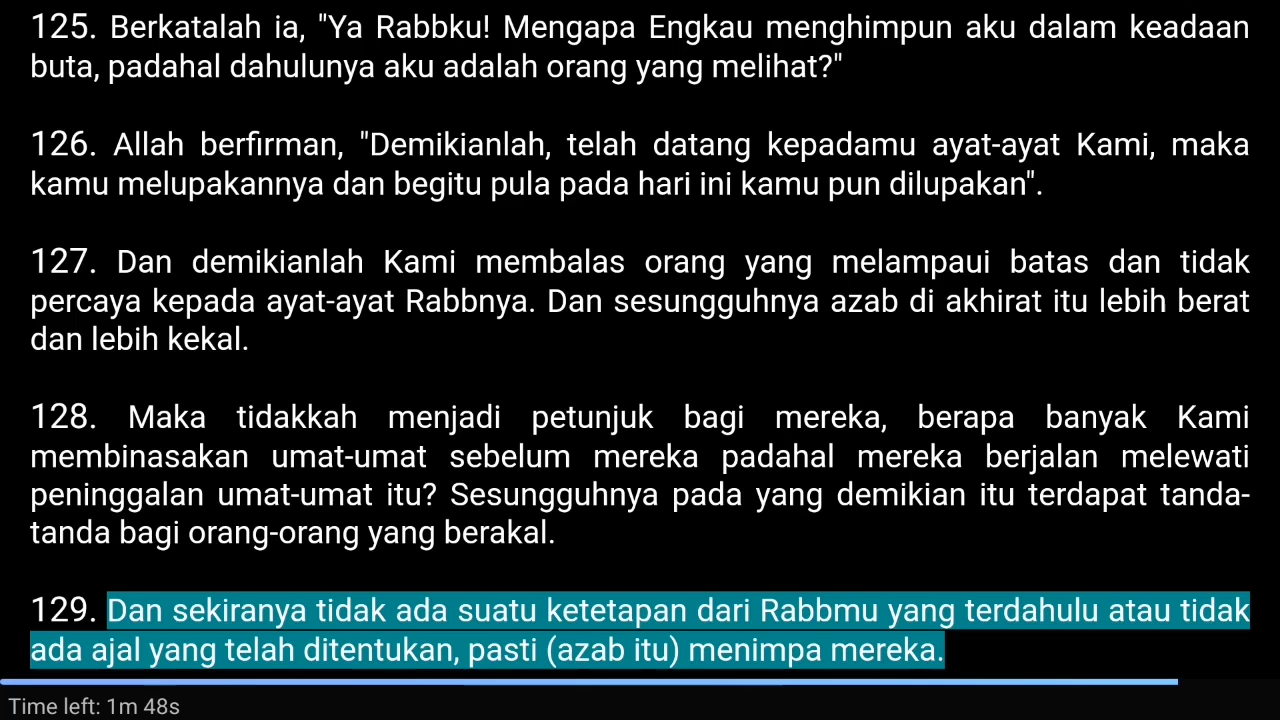 125. Berkatalah ia, "Ya Rabbku! Mengapa Engkau menghimpun aku dalam keadaan
buta, padahal dahulunya aku adalah orang yang melihat?"
126. Allah berfirman, "Demikianlah, telah datang kepadamu ayat-ayat Kami, maka
kamu melupakannya dan begitu pula pada hari ini kamu pun dilupakan".
127. Dan demikianlah Kami membalas orang yang melampaui batas dan tidak
percaya kepada ayat-ayat Rabbnya. Dan sesungguhnya azab di akhirat itu lebih berat
dan lebih kekal.
128. Maka tidakkah menjadi petunjuk bagi mereka, berapa banyak Kami
membinasakan umat-umat sebelum mereka padahal mereka berjalan melewati
peninggalan umat-umat itu? Sesungguhnya pada yang demikian itu terdapat tanda-
tanda bagi orang-orang yang berakal.
129. Dan sekiranya tidak ada suatu ketetapan dari Rabbmu yang terdahulu atau tidak
ada ajal yang telah ditentukan, pasti (azab itu) menimpa mereka.
Time left: 1m 48s